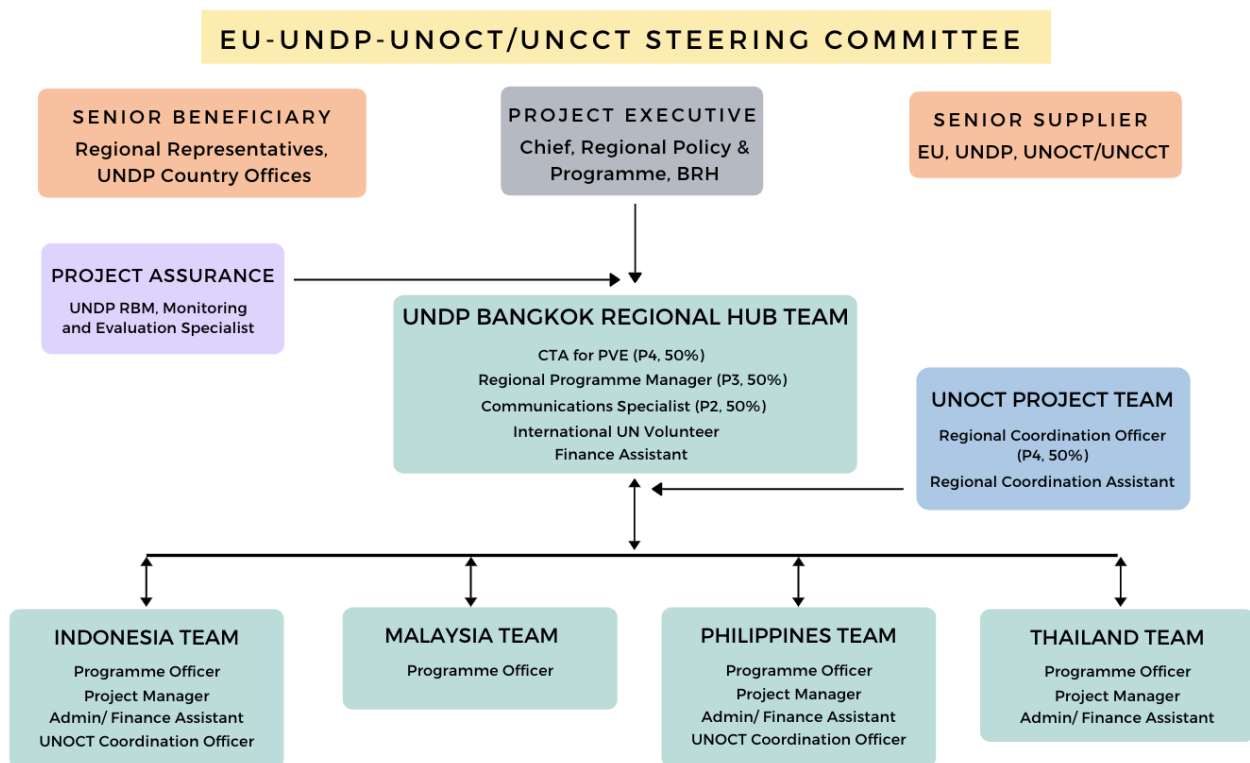 EU-UNDP-UNOCT/UNCCT STEERING COMMITTEE
SENIOR BENEFICIARY
Regional Representatives,
UNDP Country Offices
PROJECT EXECUTIVE
Chief, Regional Policy &
Programme, BRH
SENIOR SUPPLIER
EU, UNDP, UNOCT/UNCCT
PROJECT ASSURANCE
UNDP RBM, Monitoring
and Evaluation Specialist
UNDP BANGKOK REGIONAL HUB TEAM
CTA for PVE (P4, 50%)
Regional Programme Manager (P3, 50%)
Communications Specialist (P2, 50%)
International UN Volunteer
Finance Assistant
UNOCT PROJECT TEAM
Regional Coordination Officer
(P4, 50%)
Regional Coordination Assistant
INDONESIA TEAM
Programme Officer
Project Manager
Admin/ Finance Assistant
UNOCT Coordination Officer
MALAYSIA TEAM
Programme Officer
PHILIPPINES TEAM
Programme Officer
Project Manager
Admin/ Finance Assistant
UNOCT Coordination Officer
THAILAND TEAM
Programme Officer
Project Manager
Admin/ Finance Assistant